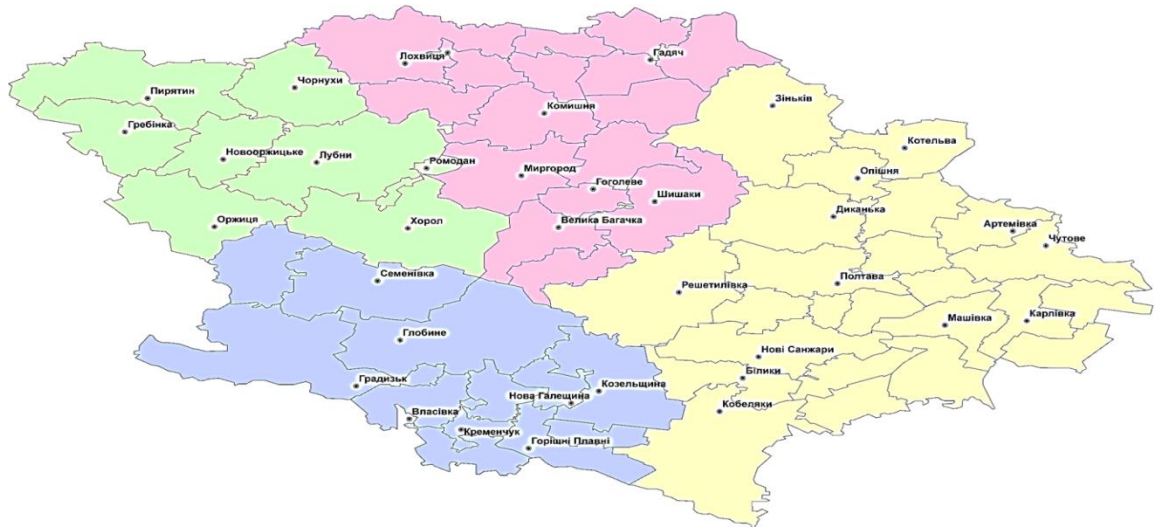 Лохвиця
Гадяч
Чорнухи
Пирятин
Зіньків
Комишня
Гребінка
Котельва
Новооржицьке
Лубни
Ромодан
Миргород
Опішня
Гоголеве
Шишаки
Диканька
Оржиця
Хорол
Велика Багачка
Артемівка
Чутове
Семенівка
Полтава
Решетилівка
Машівка
Карлівка
Глобине
Нові Санжари
Білики
Градизьк
Козельщина
Нова Галещина
Кобеляки
Власівка
Кременчук
Горішні Плавні